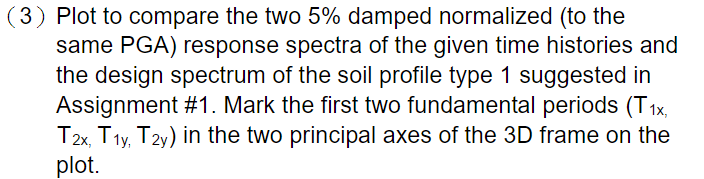 （3）Plot to compare the two 5% damped normalized (to the
same PGA) response spectra of the given time histories and
the design spectrum of the soil profile type 1 suggested in
Assignment #1. Mark the first two fundamental periods (T1x,
T2x, T1y, T2y) in the two principal axes of the 3D frame on the
plot.